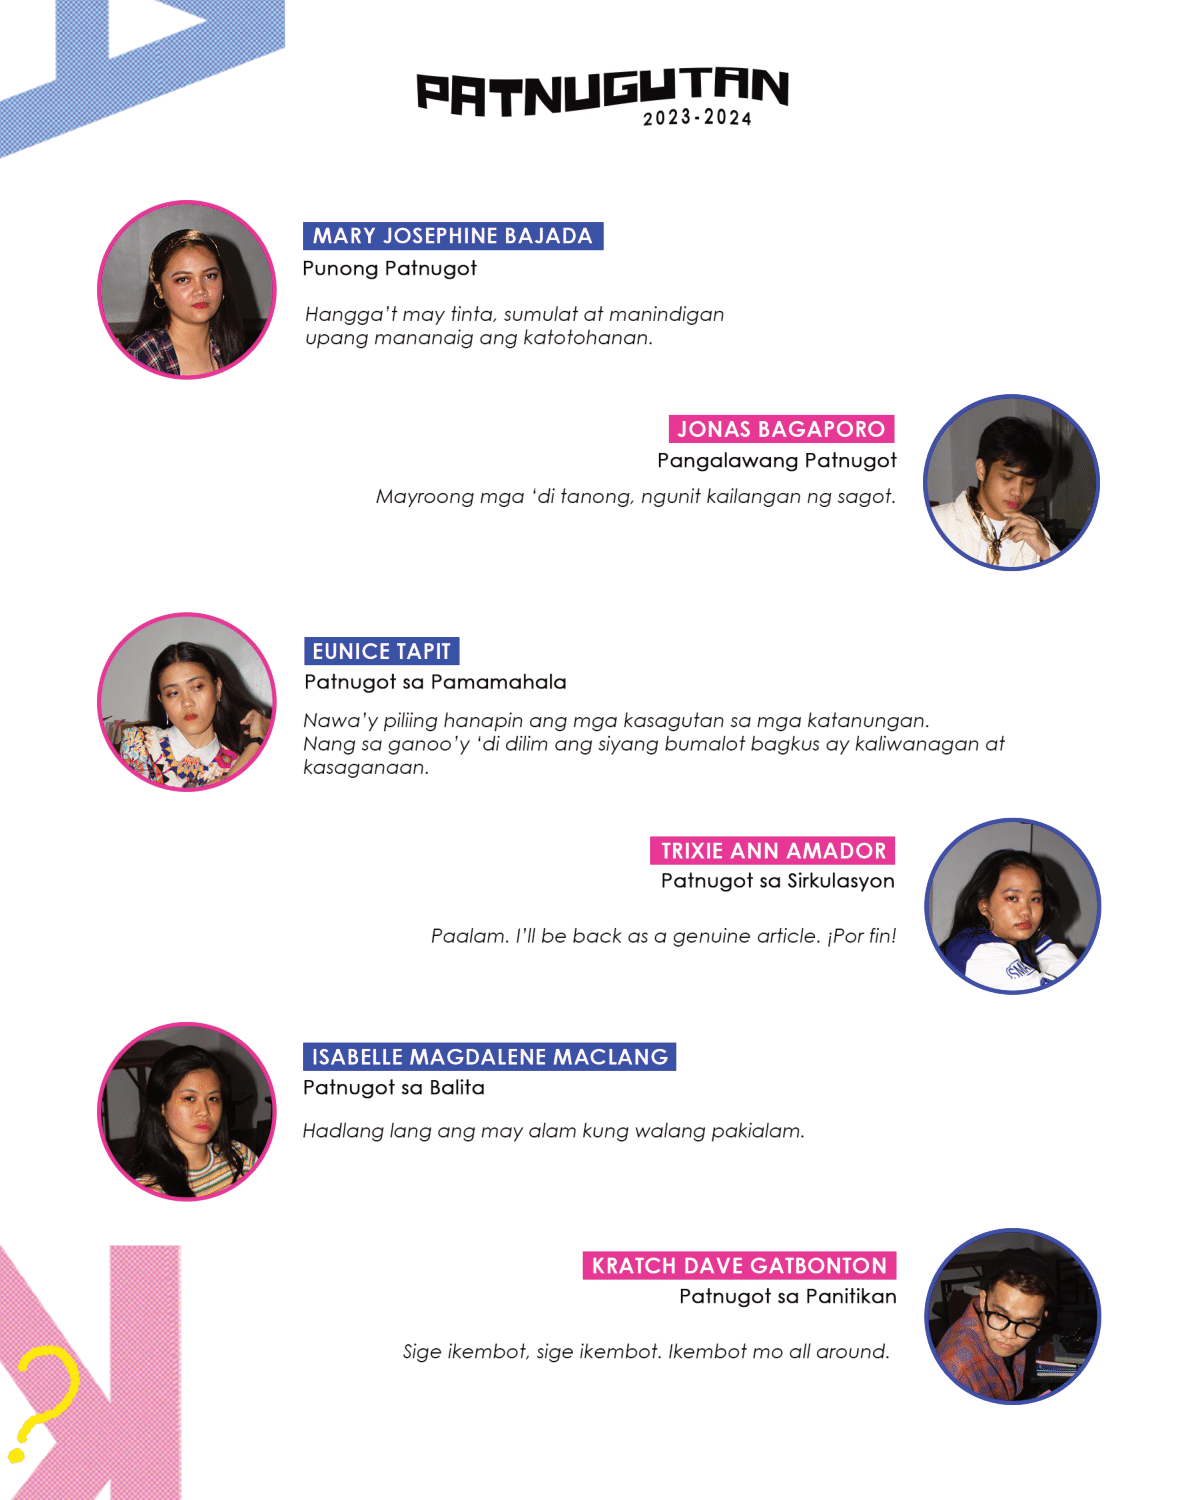 PATNUGUTAN
2023-2024
MARY JOSEPHINE BAJADA
Punong Patnugot
Hangga’t may tinta, sumulat at manindigan
upang mananaig ang katotohanan.
JONAS BAGAPORO
Pangalawang Patnugot
Mayroong mga ‘di tanong, ngunit kailangan ng sagot.
EUNICE TAPIT
Patnugot sa Pamamahala
Nawa’y piliing hanapin ang mga kasagutan sa mga katanungan.
Nang sa ganoo’y ‘di dilim ang siyang bumalot bagkus ay kaliwanagan at
kasaganaan.
TRIXIE ANN AMADOR
Patnugot sa Sirkulasyon
Paalam. I’ll be back as a genuine article. ¡Por fin!
ISABELLE MAGDALENE MACLANG
Patnugot sa Balita
Hadlang lang ang may alam kung walang pakialam.
KRATCH DAVE GATBONTON
Patnugot sa Panitikan
Sige ikembot, sige ikembot. Ikembot mo all around.
K
?